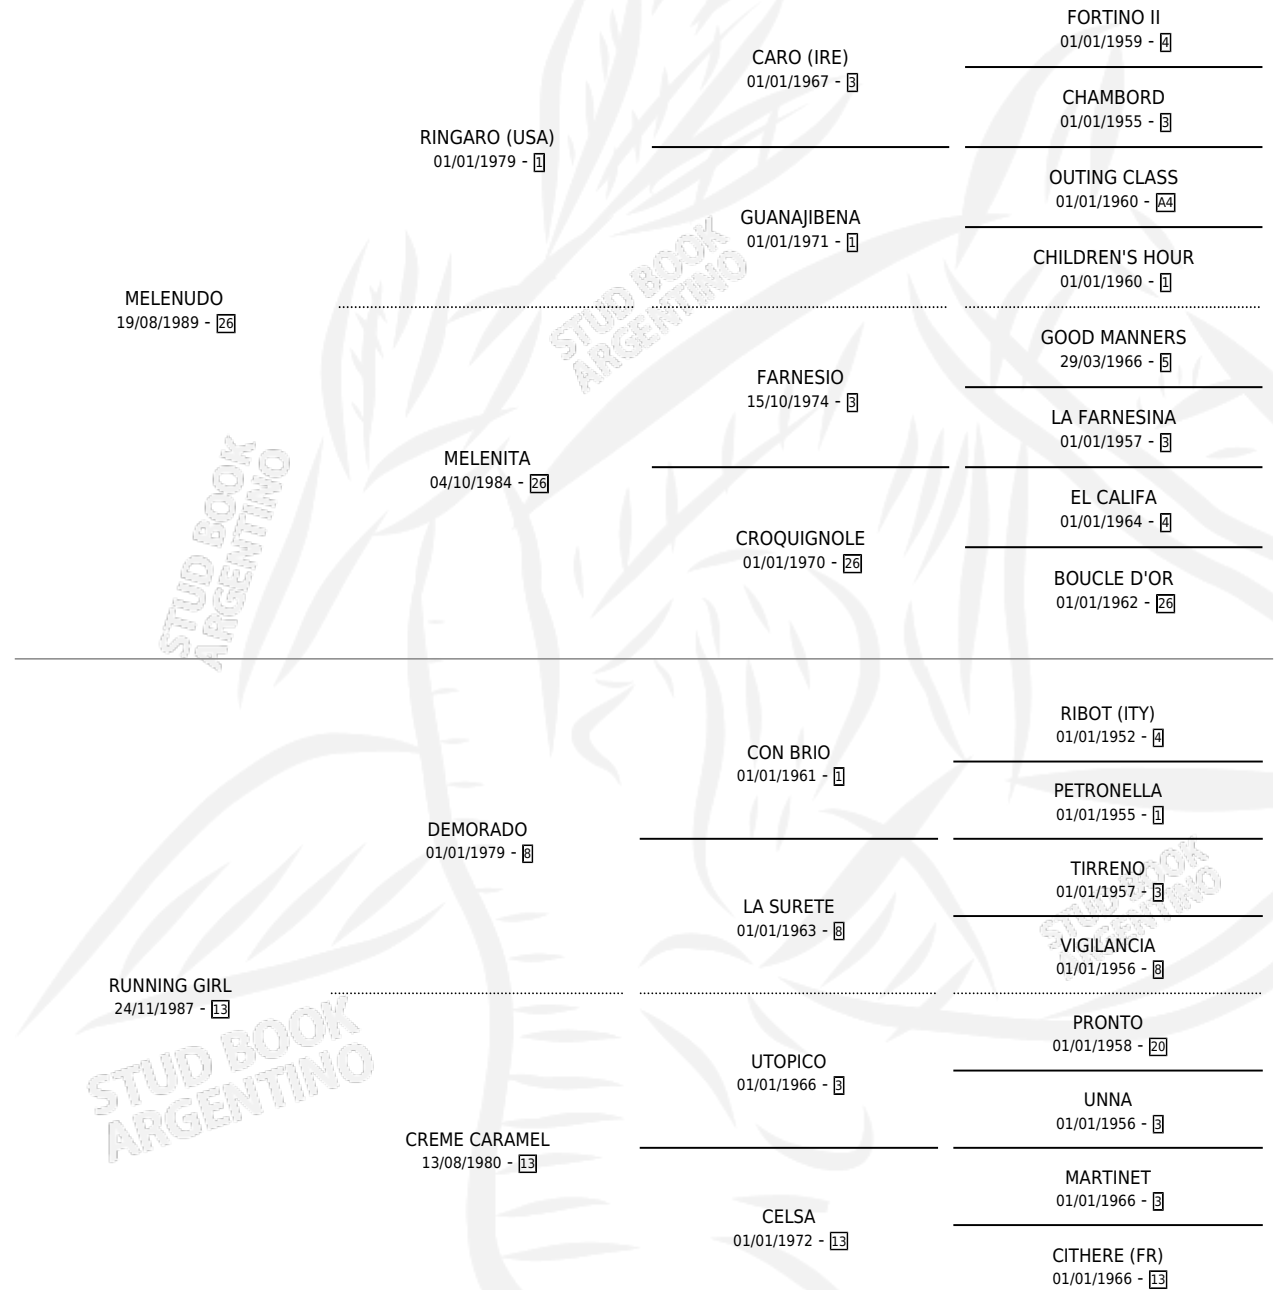 FORTINO II
01/01/1959 - 4
CARO (IRE)
01/01/1967 - 3
CHAMBORD
01/01/1955 - 3
RINGARO (USA)
01/01/1979 - 1
OUTING CLASS
01/01/1960 - A4
GUANAJIBENA
01/01/1971 - 1
CHILDREN'S HOUR
01/01/1960 - 1
MELENUDO
19/08/1989 - 26
GOOD MANNERS
29/03/1966 - 5
FARNESIO
15/10/1974 - 3
LA FARNESINA
01/01/1957 - 3
MELENITA
04/10/1984 - 26
EL CALIFA
01/01/1964 - 4
CROQUIGNOLE
01/01/1970 - 26
BOUCLE D'OR
01/01/1962 - 26
RIBOT (ITY)
01/01/1952 - 4
CON BRIO
01/01/1961 - 1
PETRONELLA
01/01/1955 - 1
DEMORADO
01/01/1979 - 8
TIRRENO
01/01/1957 - 3
LA SURETE
01/01/1963 - 8
VIGILANCIA
01/01/1956 - 8
RUNNING GIRL
24/11/1987 - 13
PRONTO
01/01/1958 - 20
UTOPICO
01/01/1966 - 3
UNNA
01/01/1956 - 3
CREME CARAMEL
13/08/1980 - 13
MARTINET
01/01/1966 - 3
CELSA
01/01/1972 - 13
CITHERE (FR)
01/01/1966 - 13
STUD BOOK
ARGENTINO
STUD BOOK
ARGENTINO
STUD BOOK
ARGENTINO
STUD BOOK
ARGENTINO